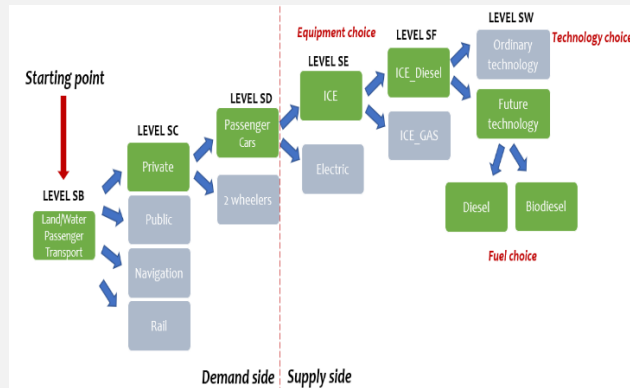 Starting point
LEVEL SB
Land/Water
Passenger
Transport
LEVEL SC
Private
Public
Navigation
Rail
LEVEL SD
Passenger
Cars
2 wheelers
Demand side
Equipment choice
LEVEL SE
ICE
Electric
LEVEL SF
ICE_Diesel
ICE_GAS
LEVEL SW
Ordinary
technology
Technology choice
Future
technology
Diesel
Biodiesel
Fuel choice
Supply side